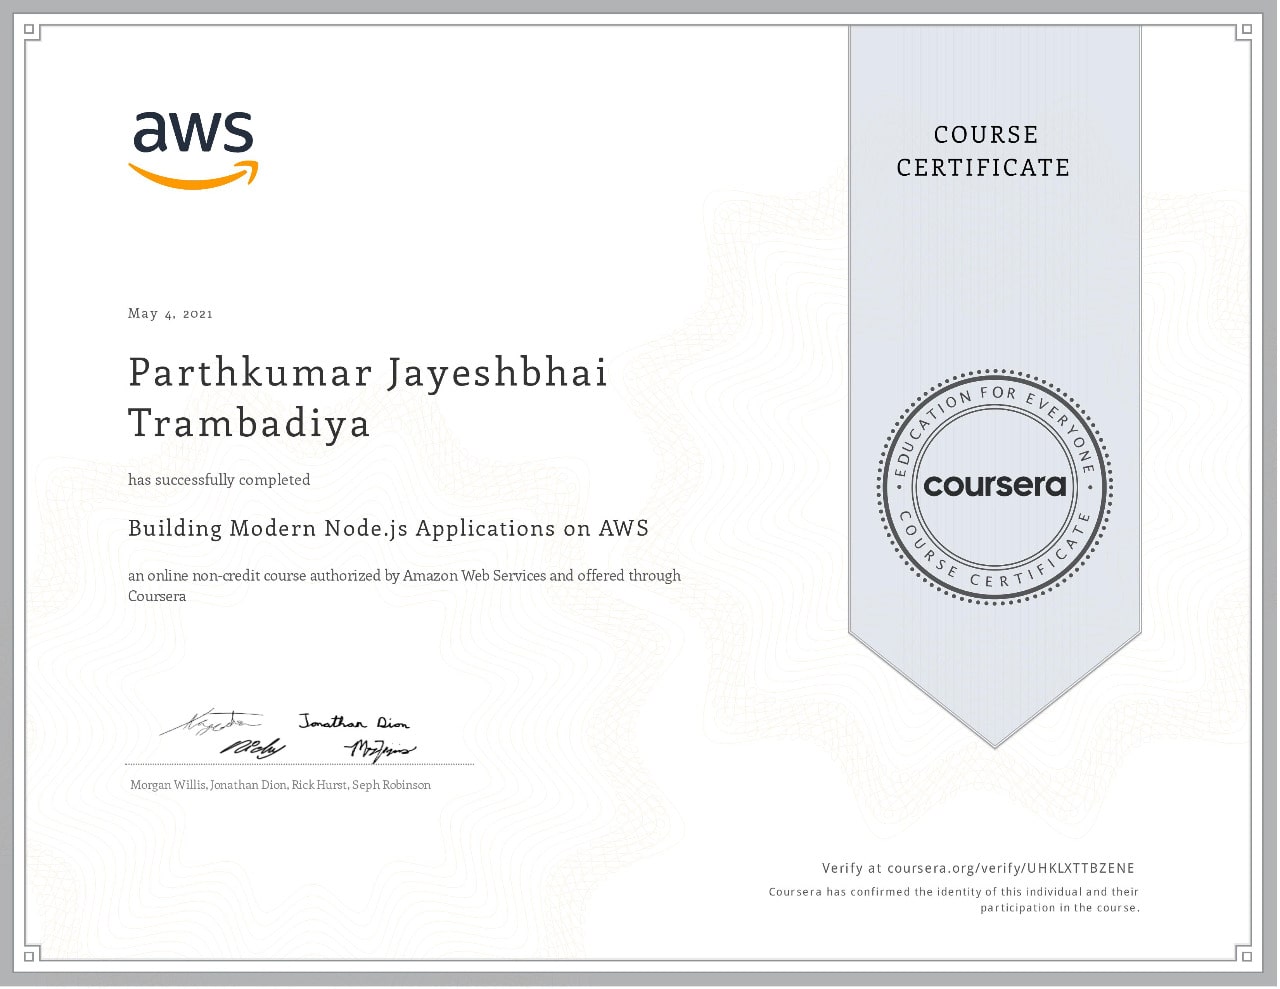 aws
COURSE
CERTIFICATE
May 4, 2021
Parthkumar Jayeshbhai
Trambadiya
has successfully completed
Building Modern Node.js Applications on AWS
an online non-credit course authorized by Amazon Web Services and offered through
Coursera
EDUCATION FOR EVERYONE
coursera
COURSE CERTIFICATE
Jonathan Dion
Morgan Willis, Jonathan Dion, Rick Hurst, Seph Robinson
Verify at coursera.org/verify/UHKLXTTBZENE
Coursera has confirmed the identity of this individual and their
participation in the course.